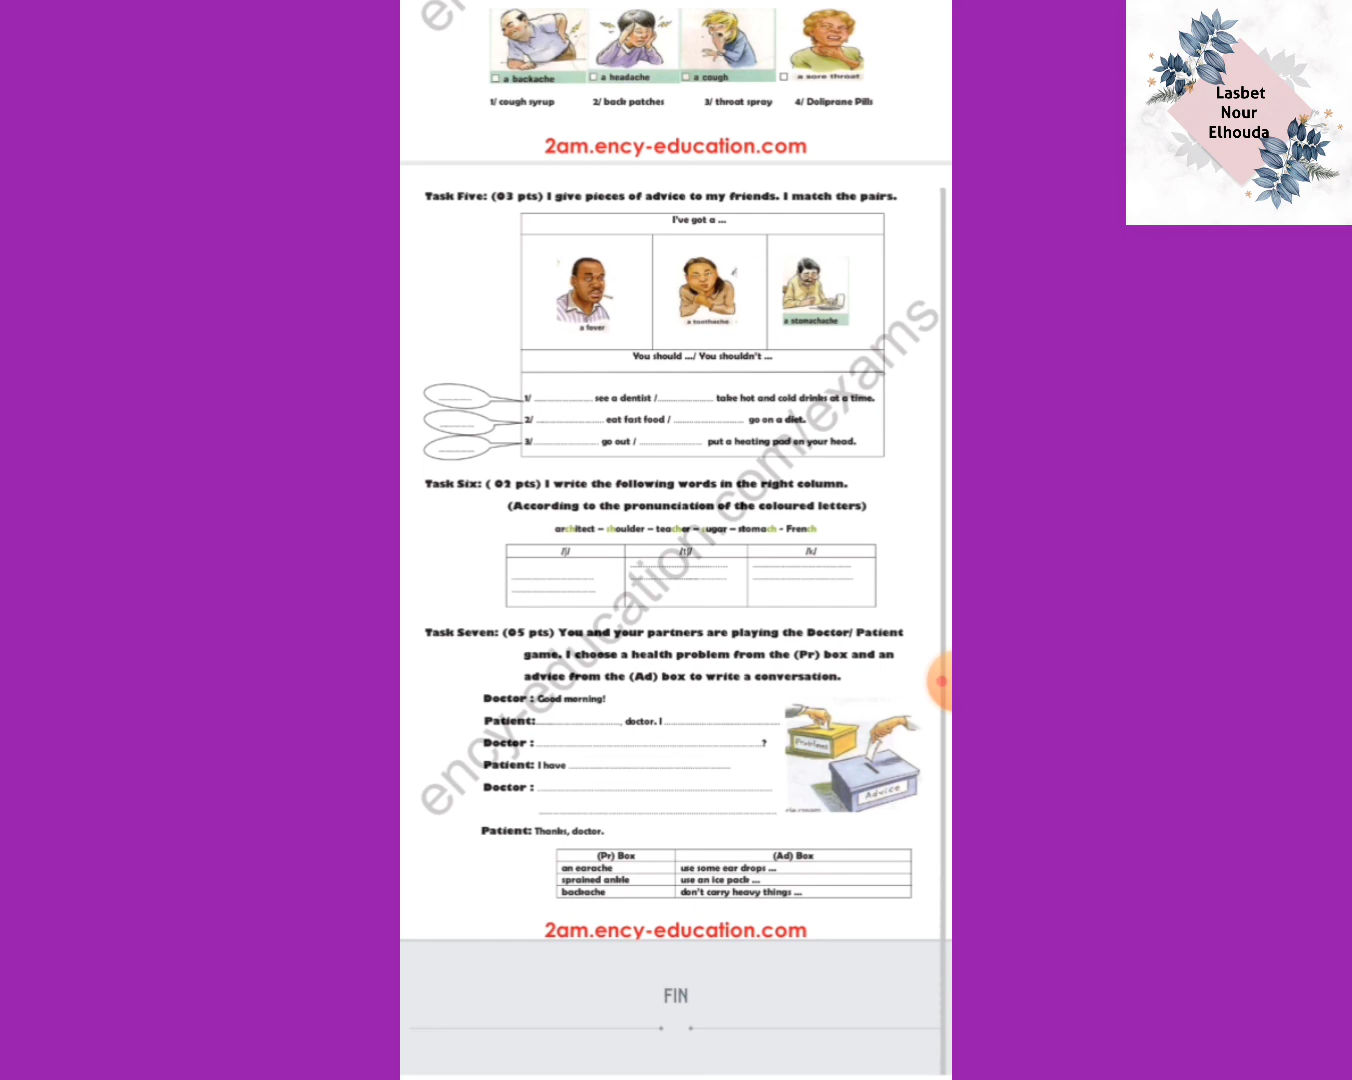 a backache
a headache
a cough
a sore throat
1/ cough syrup 2/ back patches 3/ throat spray 4/ Doliprane Pills
2am.ency-education.com
Lasbet
Nour
Elhouda
Task Five: (03 pts) I give pieces of advice to my friends. I match the pairs.
I've got a ...
a fever
a toothache
a stomachache
You should .../ You shouldn't ...
1/ ........................ see a dentist / ........................ take hot and cold drinks at a time.
2/ ........................ eat fast food / ........................ go on a diet.
3/ ........................ go out / ........................ put a heating pad on your head.
Task Six: ( 02 pts) I write the following words in the right column.
(According to the pronunciation of the coloured letters)
architect – shoulder – teacher – sugar – stomach - French
/ʃ/ /tʃ/ /k/
Task Seven: (05 pts) You and your partners are playing the Doctor/ Patient
game. I choose a health problem from the (Pr) box and an
advice from the (Ad) box to write a conversation.
Doctor : Good morning!
Patient: ........................, doctor. I ........................
Doctor : ........................?
Patient: I have ........................
Doctor : ........................
Problems
Advice
Patient: Thanks, doctor.
(Pr) Box (Ad) Box
an earache use some ear drops ...
sprained ankle use an ice pack ...
backache don't carry heavy things ...
ency-education.com/exams
2am.ency-education.com
FIN